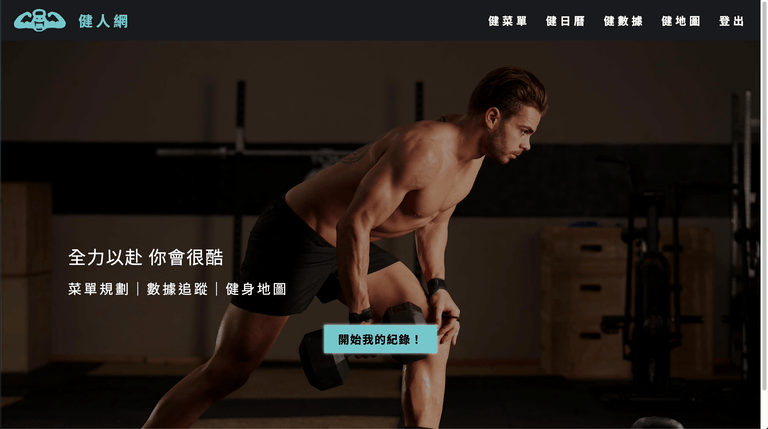 健人網
健菜單 健日曆 健數據 健地圖 登出
全力以赴 你會很酷
菜單規劃｜數據追蹤｜健身地圖
開始我的紀錄！